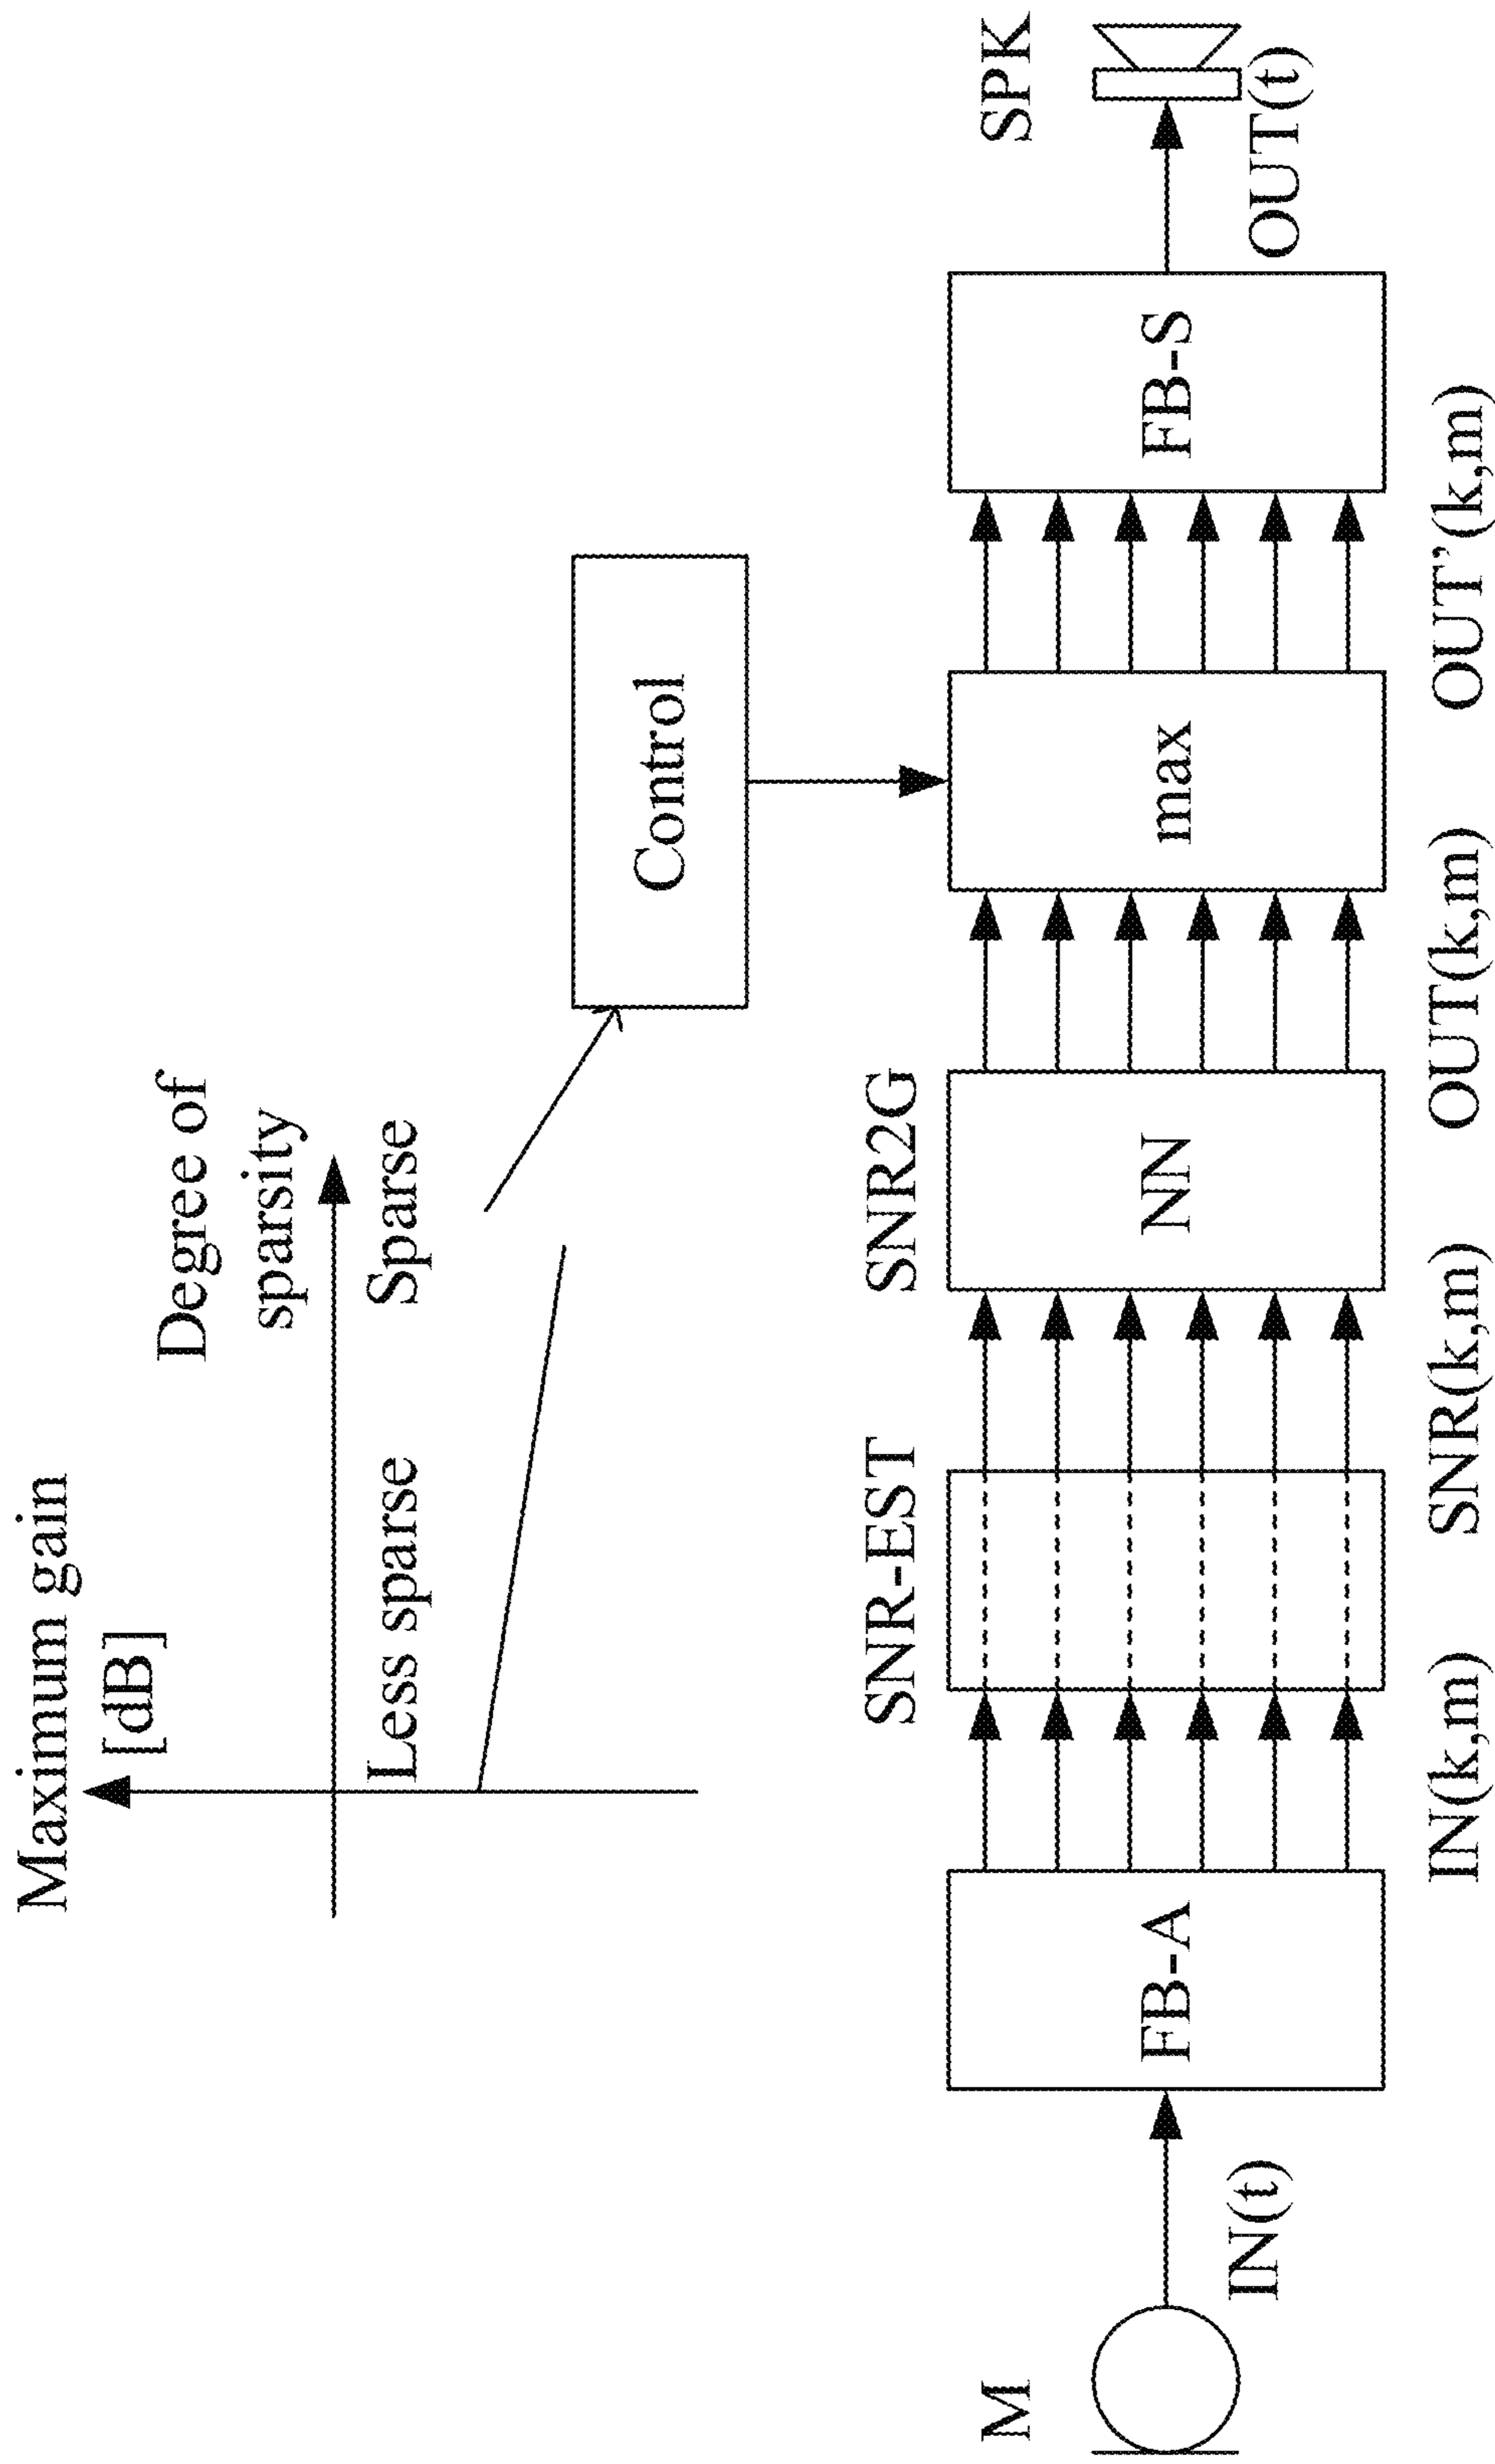 Maximum gain
[dB]
Degree of
sparsity
Less sparse
Sparse
Control
SNR-EST
SNR2G
M
SPK
FB-A
NN
max
FB-S
IN(t)
OUT(t)
IN(k,m)
SNR(k,m)
OUT(k,m)
OUT’(k,m)